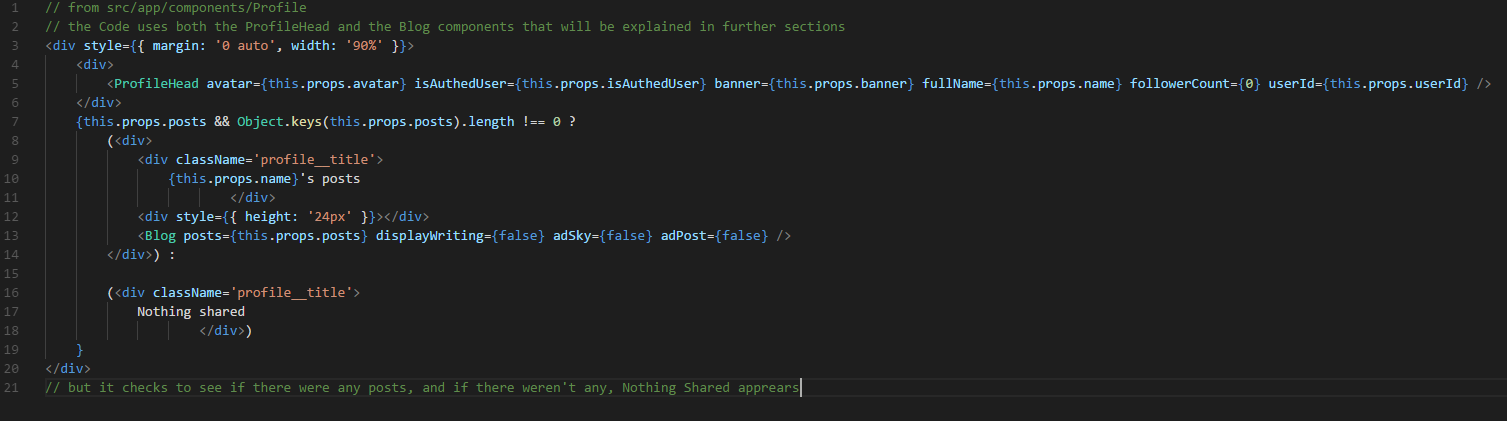 1 // from src/app/components/Profile
2 // the Code uses both the ProfileHead and the Blog components that will be explained in further sections
3 <div style={{ margin: '0 auto', width: '90%' }}>
4     <div>
5         <ProfileHead avatar={this.props.avatar} isAuthedUser={this.props.isAuthedUser} banner={this.props.banner} fullName={this.props.name} followerCount={0} userId={this.props.userId} />
6     </div>
7     {this.props.posts && Object.keys(this.props.posts).length !== 0 ?
8         (<div>
9             <div className='profile__title'>
10                 {this.props.name}'s posts
11                         </div>
12             <div style={{ height: '24px' }}></div>
13             <Blog posts={this.props.posts} displayWriting={false} adSky={false} adPost={false} />
14         </div>) :
15
16         (<div className='profile__title'>
17             Nothing shared
18                     </div>)
19     }
20 </div>
21 // but it checks to see if there were any posts, and if there weren't any, Nothing Shared apprears